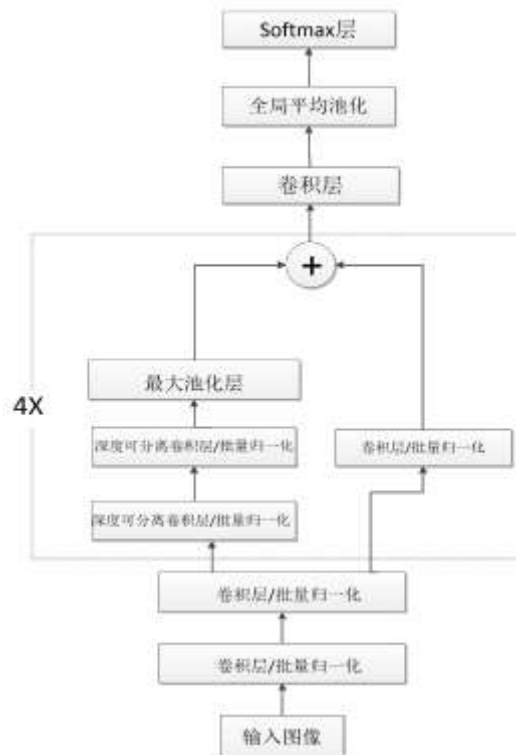 Softmax层
全局平均池化
卷积层
+
最大池化层
4X
深度可分离卷积层/批量归一化
卷积层/批量归一化
深度可分离卷积层/批量归一化
卷积层/批量归一化
卷积层/批量归一化
输入图像